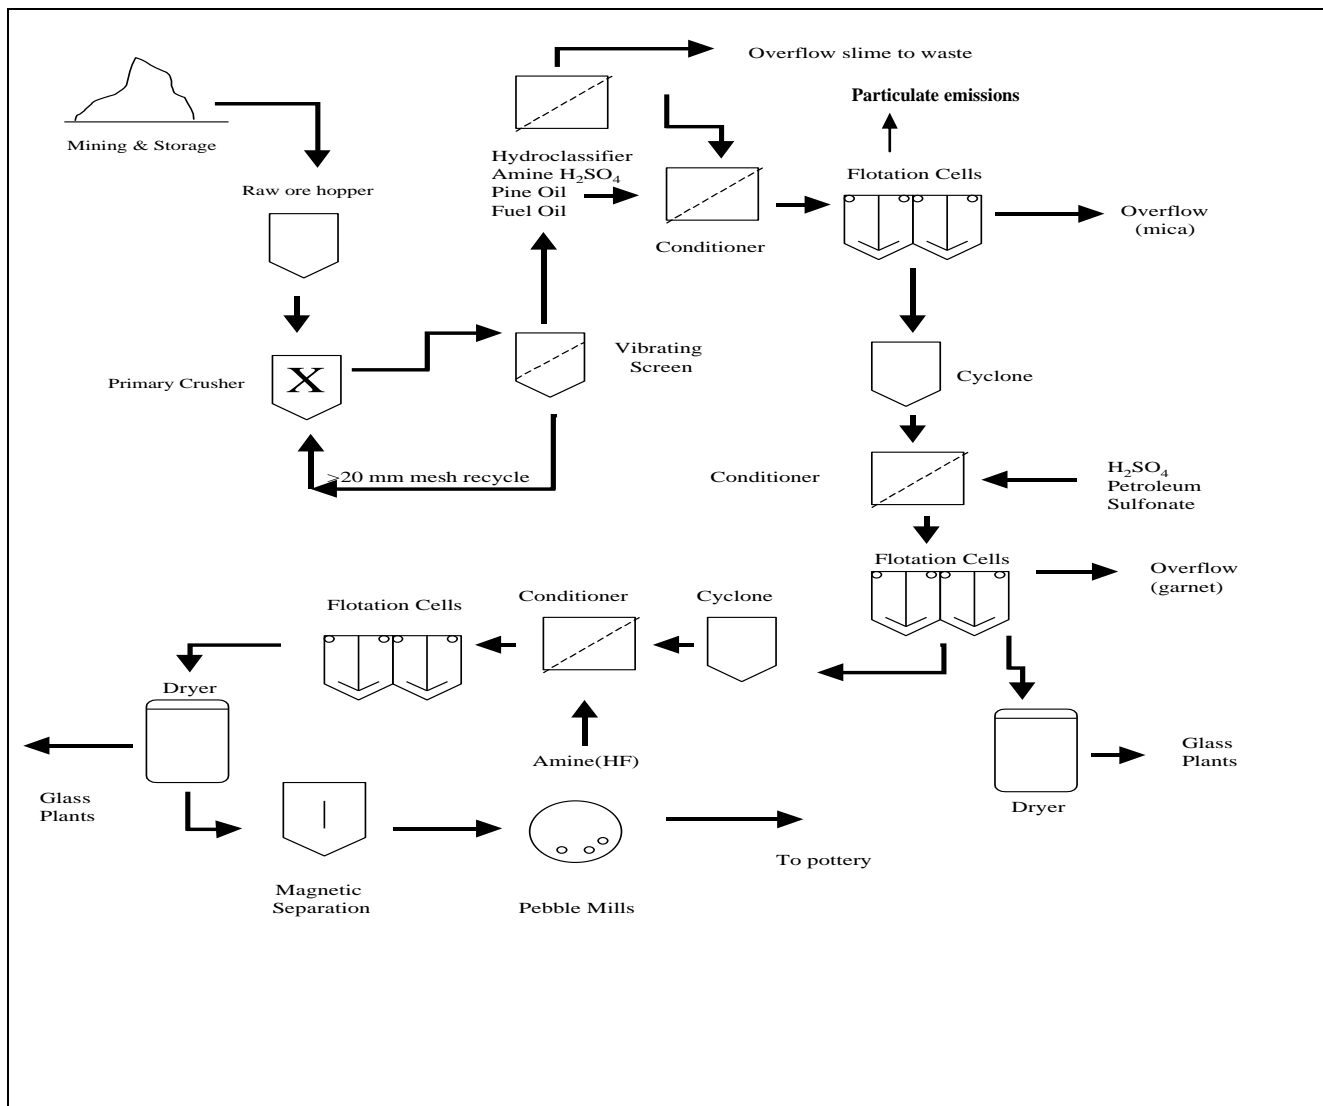 Overflow slime to waste
Particulate emissions
Mining & Storage
Hydroclassifier
Amine H₂SO₄
Pine Oil
Fuel Oil
Flotation Cells
Raw ore hopper
Overflow
(mica)
Conditioner
Vibrating
Screen
Primary Crusher
X
Cyclone
>20 mm mesh recycle
Conditioner
H₂SO₄
Petroleum
Sulfonate
Flotation Cells
Overflow
(garnet)
Flotation Cells
Conditioner
Cyclone
Dryer
Amine(HF)
Glass
Plants
Glass
Plants
Dryer
To pottery
Magnetic
Separation
Pebble Mills